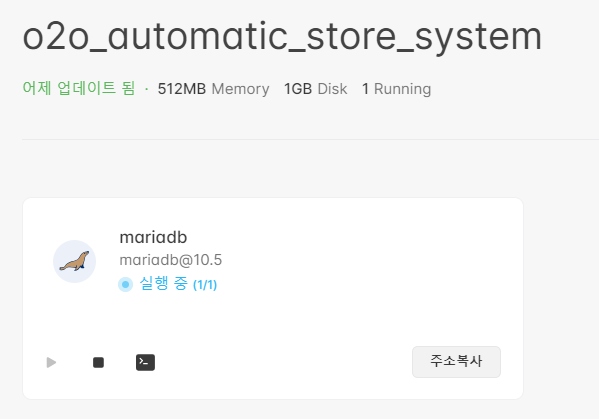 o2o_automatic_store_system
어제 업데이트 됨 · 512MB Memory 1GB Disk 1 Running
mariadb
mariadb@10.5
실행 중 (1/1)
주소복사